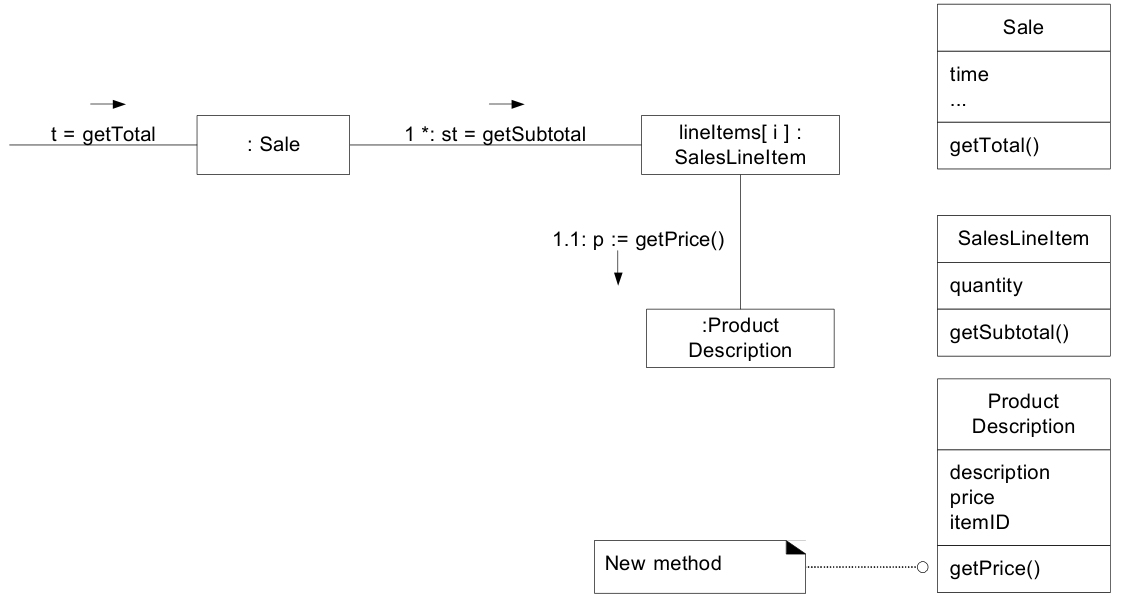 t = getTotal
: Sale
1 *: st = getSubtotal
lineItems[ i ] :
SalesLineItem
1.1: p := getPrice()
:Product
Description
New method
Sale
time
...
getTotal()
SalesLineItem
quantity
getSubtotal()
Product
Description
description
price
itemID
getPrice()